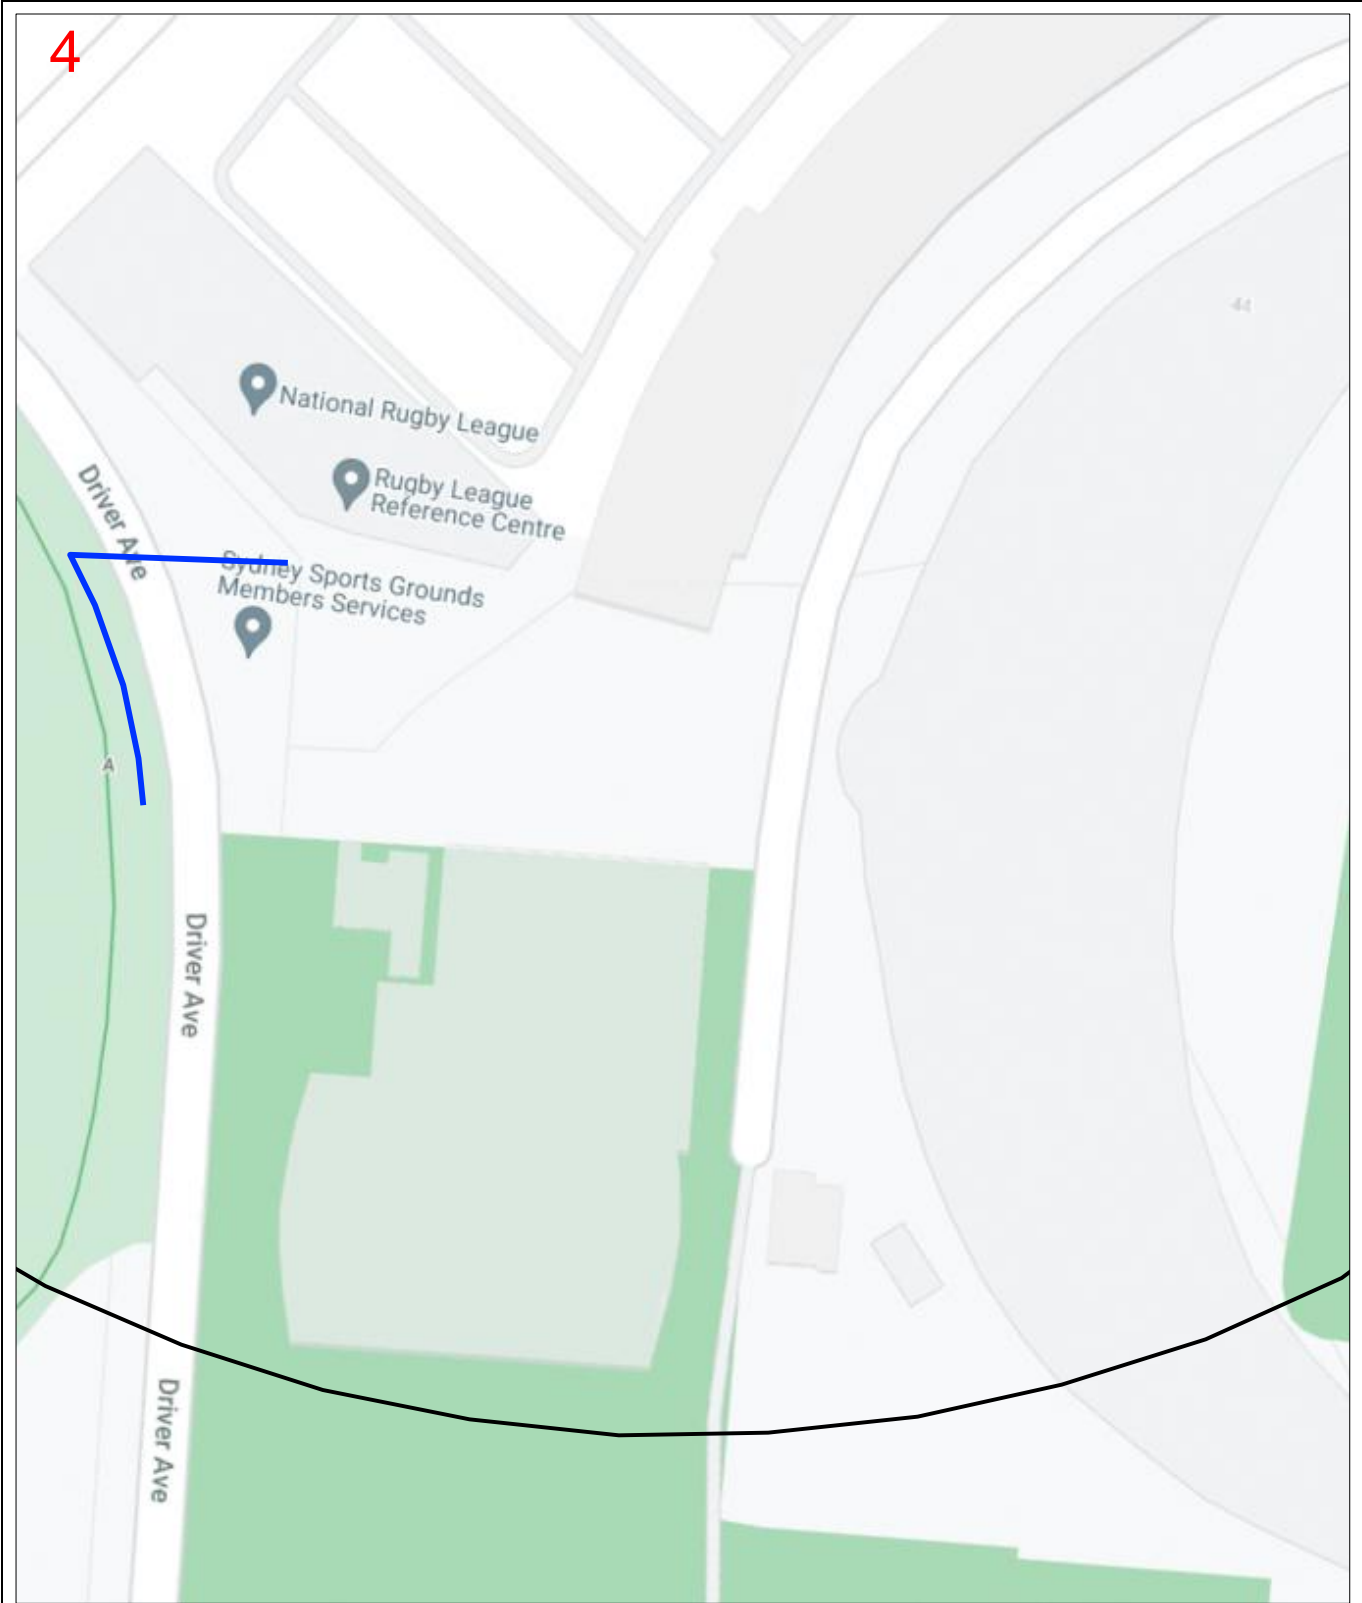 4
44
National Rugby League
Rugby League
Reference Centre
Driver Ave
Sydney Sports Grounds
Members Services
A
Driver Ave
Driver Ave